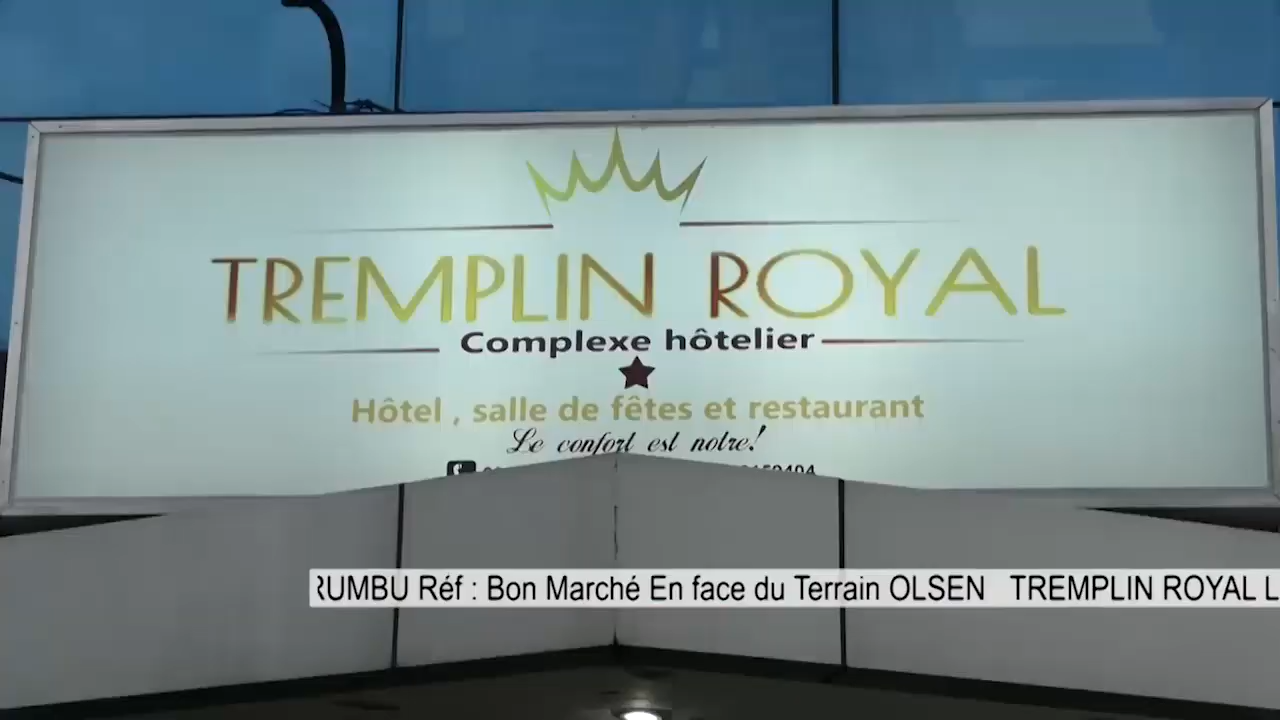 TREMPLIN ROYAL
Complexe hôtelier
Hôtel , salle de fêtes et restaurant
Le confort est notre!
RUMBU Réf : Bon Marché En face du Terrain OLSEN TREMPLIN ROYAL L